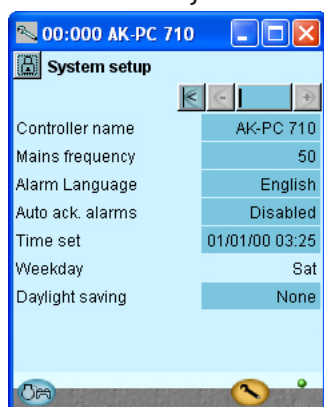 00:000 AK-PC 710
System setup
Controller name AK-PC 710
Mains frequency 50
Alarm Language English
Auto ack. alarms Disabled
Time set 01/01/00 03:25
Weekday Sat
Daylight saving None